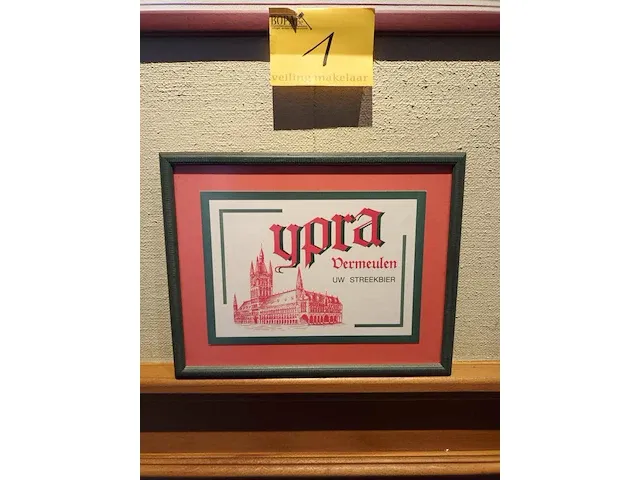 1
veiling makelaar
ypra
Vermeulen
UW STREEKBIER